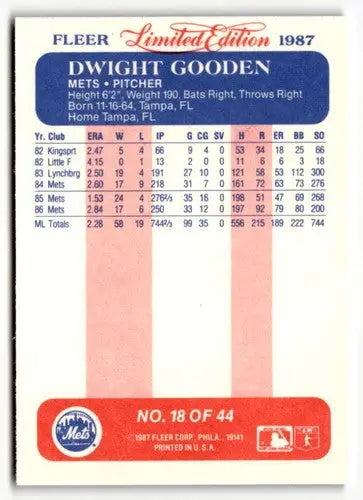 FLEER Limited Edition 1987
DWIGHT GOODEN
METS • PITCHER
Height 6'2", Weight 190, Bats Right, Throws Right
Born 11-16-64, Tampa, FL
Home Tampa, FL
Yr. Club ERA W L IP G CG SV H R ER BB SO
82 Kingsprt 2.47 5 4 66 9 4 0 53 34 18 25 66
82 Little F 4.15 0 1 13 2 0 0 11 6 6 3 18
83 Lynchbrg 2.50 19 4 191 27 10 0 121 58 53 112 300
84 Mets 2.60 17 9 218 31 7 0 161 72 63 73 276
85 Mets 1.53 24 4 276⅔ 35 16 0 198 51 47 69 268
86 Mets 2.84 17 6 250 33 12 0 197 92 79 80 200
ML Totals 2.28 58 19 744⅔ 99 35 0 556 215 189 222 744
Mets
NO. 18 OF 44
©1987 FLEER CORP., PHILA., 19141
PRINTED IN U.S.A.